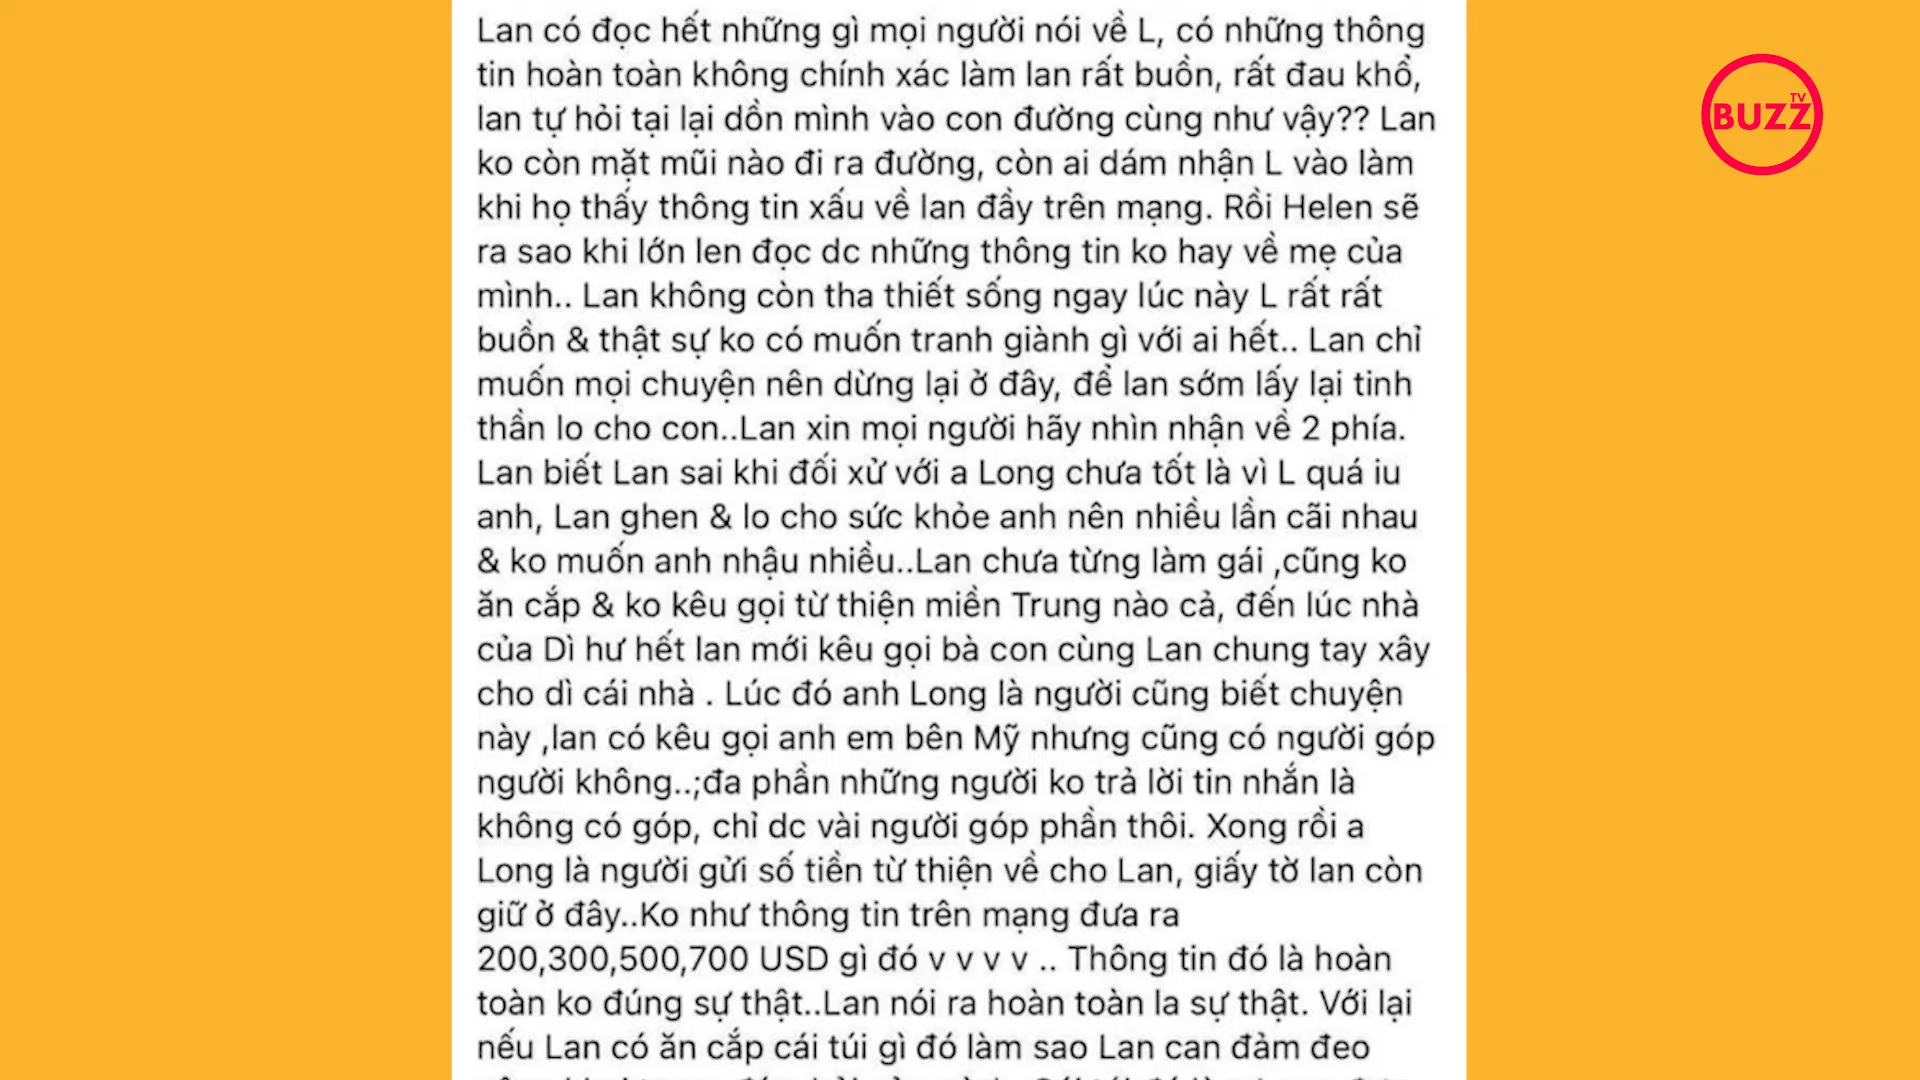 Lan có đọc hết những gì mọi người nói về L, có những thông
tin hoàn toàn không chính xác làm lan rất buồn, rất đau khổ,
lan tự hỏi tại lại dồn mình vào con đường cùng như vậy?? Lan
ko còn mặt mũi nào đi ra đường, còn ai dám nhận L vào làm
khi họ thấy thông tin xấu về lan đầy trên mạng. Rồi Helen sẽ
ra sao khi lớn len đọc dc những thông tin ko hay về mẹ của
mình.. Lan không còn tha thiết sống ngay lúc này L rất rất
buồn & thật sự ko có muốn tranh giành gì với ai hết.. Lan chỉ
muốn mọi chuyện nên dừng lại ở đây, để lan sớm lấy lại tinh
thần lo cho con..Lan xin mọi người hãy nhìn nhận về 2 phía.
Lan biết Lan sai khi đối xử với a Long chưa tốt là vì L quá iu
anh, Lan ghen & lo cho sức khỏe anh nên nhiều lần cãi nhau
& ko muốn anh nhậu nhiều..Lan chưa từng làm gái ,cũng ko
ăn cắp & ko kêu gọi từ thiện miền Trung nào cả, đến lúc nhà
của Dì hư hết lan mới kêu gọi bà con cùng Lan chung tay xây
cho dì cái nhà . Lúc đó anh Long là người cũng biết chuyện
này ,lan có kêu gọi anh em bên Mỹ nhưng cũng có người góp
người không..;đa phần những người ko trả lời tin nhắn là
không có góp, chỉ dc vài người góp phần thôi. Xong rồi a
Long là người gửi số tiền từ thiện về cho Lan, giấy tờ lan còn
giữ ở đây..Ko như thông tin trên mạng đưa ra
200,300,500,700 USD gì đó v v v v .. Thông tin đó là hoàn
toàn ko đúng sự thật..Lan nói ra hoàn toàn la sự thật. Với lại
nếu Lan có ăn cắp cái túi gì đó làm sao Lan can đảm đeo
BUZZ TV